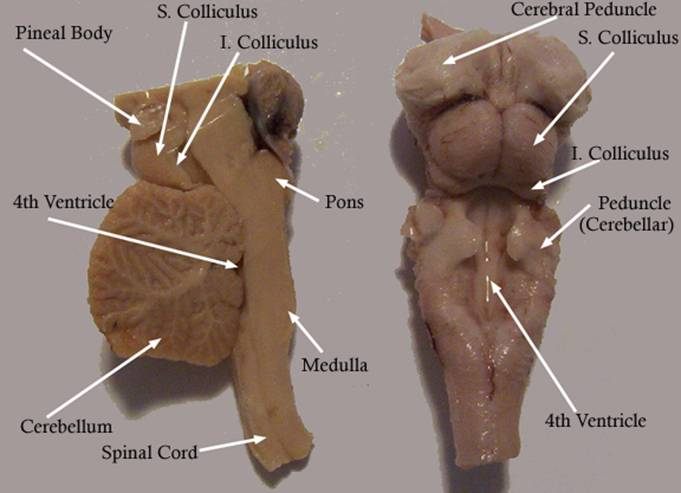 S. Colliculus
Pineal Body
I. Colliculus
4th Ventricle
Pons
Medulla
Cerebellum
Spinal Cord
Cerebral Peduncle
S. Colliculus
I. Colliculus
Peduncle
(Cerebellar)
4th Ventricle